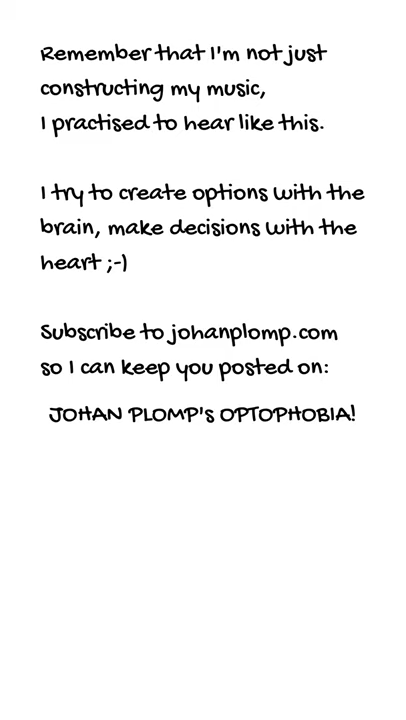 Remember that I'm not just
constructing my music,
I practised to hear like this.
I try to create options with the
brain, make decisions with the
heart ;-)
Subscribe to johanplomp.com
so I can keep you posted on:
JOHAN PLOMP'S OPTOPHOBIA!